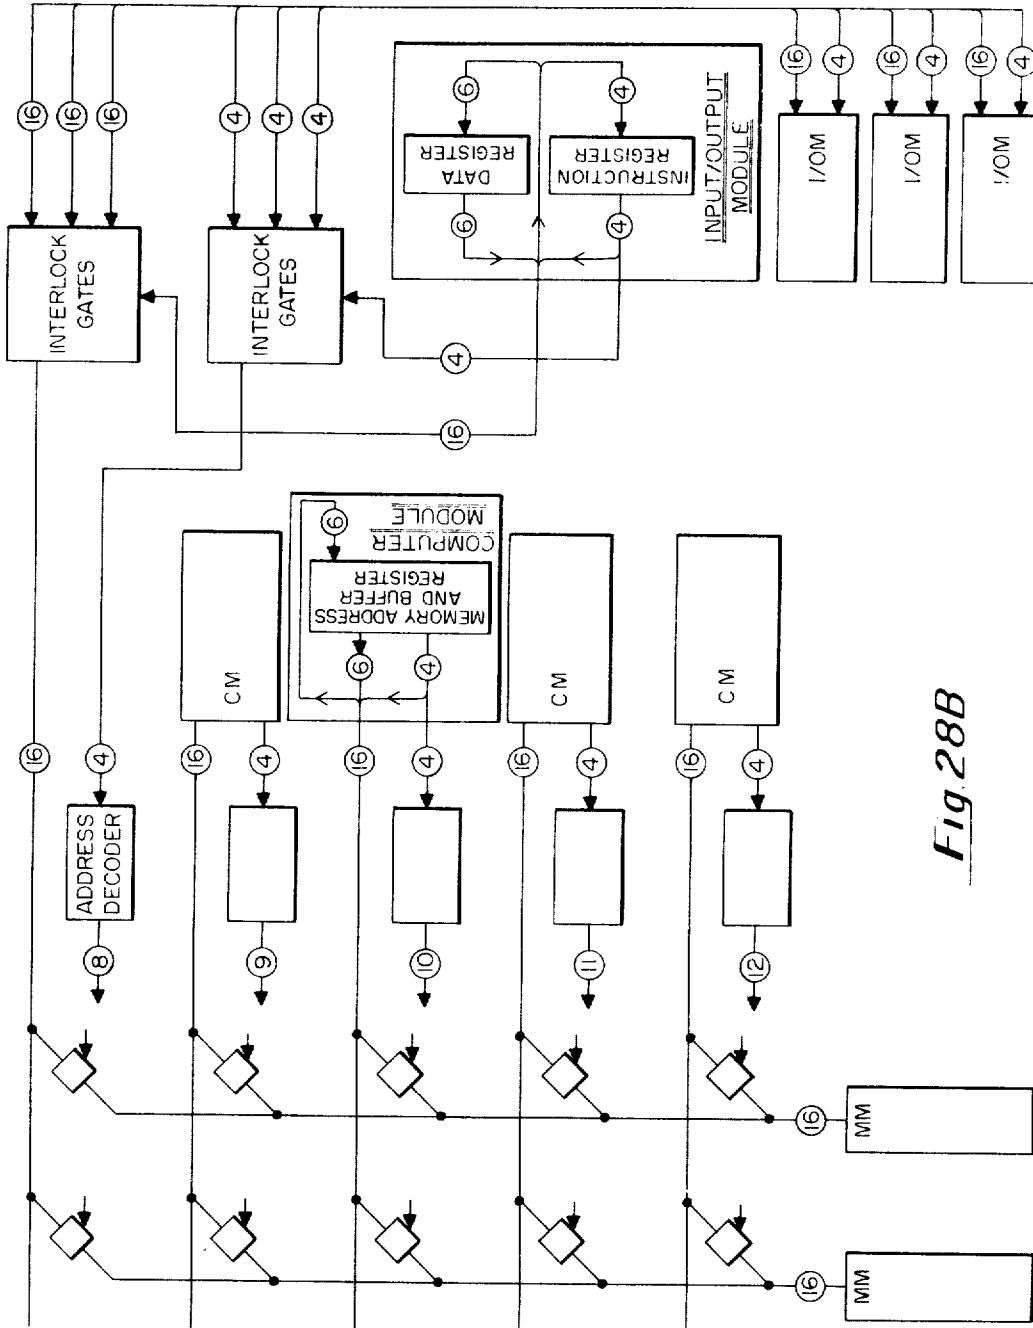 16
16
16
4
4
4
INTERLOCK
GATES
INTERLOCK
GATES
6
4
DATA
REGISTER
INSTRUCTION
REGISTER
6
4
INPUT/OUTPUT
MODULE
16
4
16
4
16
4
I/OM
I/OM
I/OM
4
16
16
4
ADDRESS
DECODER
8
16
4
CM
9
6
MEMORY ADDRESS
AND BUFFER
REGISTER
6
4
COMPUTER
MODULE
16
4
10
CM
16
4
11
CM
16
4
12
16
MM
16
MM
Fig. 28B